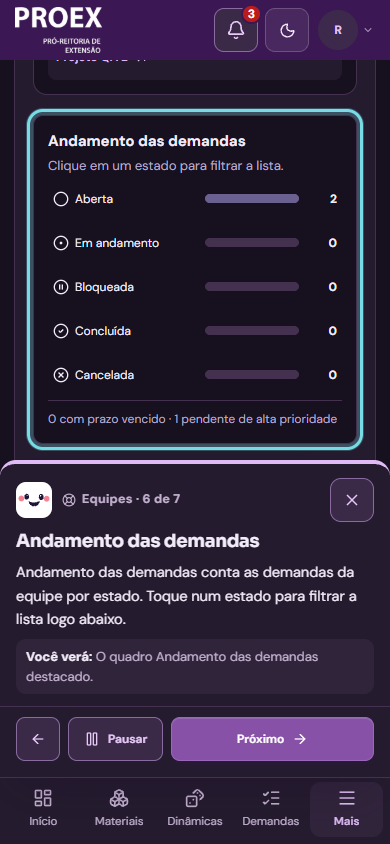 PROEX
PRÓ-REITORIA DE
EXTENSÃO
3
R
Andamento das demandas
Clique em um estado para filtrar a lista.
Aberta 2
Em andamento 0
Bloqueada 0
Concluída 0
Cancelada 0
0 com prazo vencido · 1 pendente de alta prioridade
Equipes · 6 de 7
Andamento das demandas
Andamento das demandas conta as demandas da
equipe por estado. Toque num estado para filtrar a
lista logo abaixo.
Você verá: O quadro Andamento das demandas
destacado.
Pausar
Próximo
Início
Materiais
Dinâmicas
Demandas
Mais